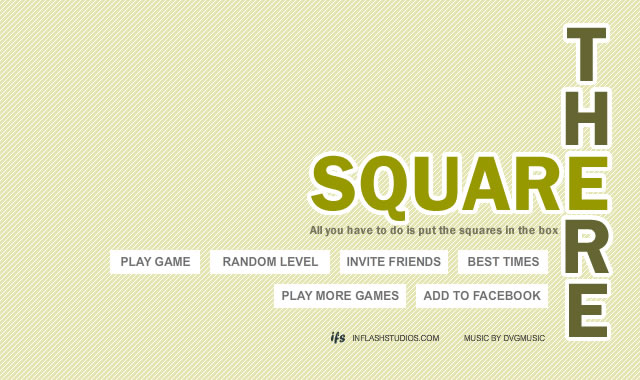 SQUARE
THERE
All you have to do is put the squares in the box
PLAY GAME
RANDOM LEVEL
INVITE FRIENDS
BEST TIMES
PLAY MORE GAMES
ADD TO FACEBOOK
ifs INFLASHSTUDIOS.COM
MUSIC BY DVGMUSIC